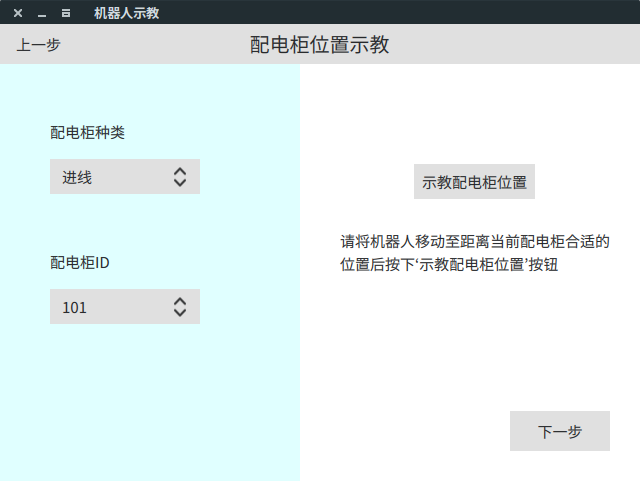 机器人示教
上一步
配电柜位置示教
配电柜种类
进线
配电柜ID
101
示教配电柜位置
请将机器人移动至距离当前配电柜合适的
位置后按下‘示教配电柜位置’按钮
下一步